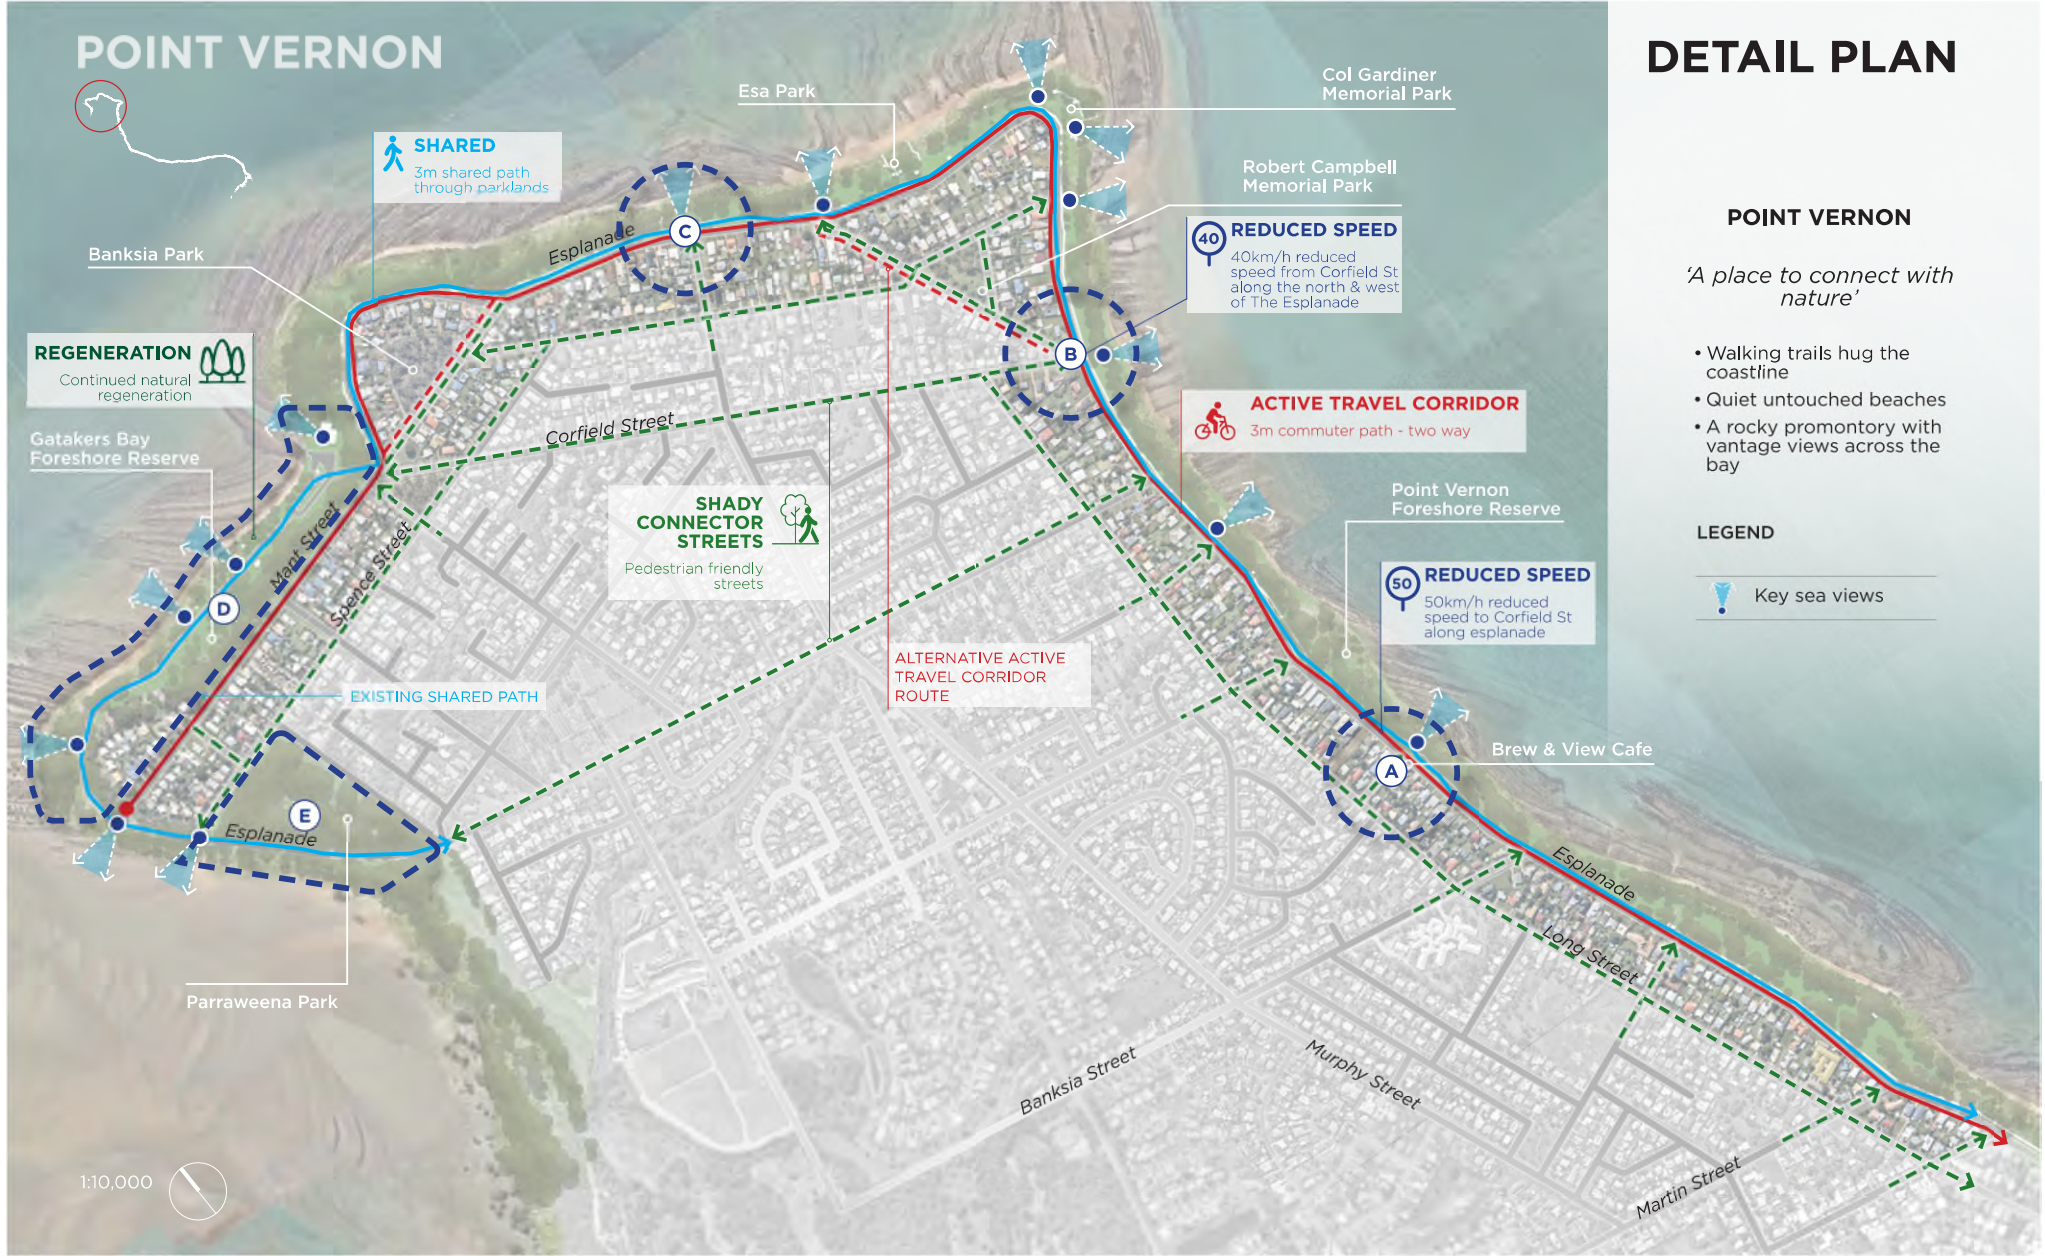 POINT VERNON
DETAIL PLAN
POINT VERNON
‘A place to connect with
nature’
• Walking trails hug the
coastline
• Quiet untouched beaches
• A rocky promontory with
vantage views across the
bay
LEGEND
Key sea views
Esa Park
Col Gardiner
Memorial Park
SHARED
3m shared path
through parklands
Robert Campbell
Memorial Park
40
REDUCED SPEED
40km/h reduced
speed from Corfield St
along the north & west
of The Esplanade
Banksia Park
Esplanade
C
B
REGENERATION
Continued natural
regeneration
Gatakers Bay
Foreshore Reserve
Corfield Street
ACTIVE TRAVEL CORRIDOR
3m commuter path - two way
SHADY
CONNECTOR
STREETS
Pedestrian friendly
streets
Point Vernon
Foreshore Reserve
50
REDUCED SPEED
50km/h reduced
speed to Corfield St
along esplanade
Mant Street
Spence Street
D
EXISTING SHARED PATH
ALTERNATIVE ACTIVE
TRAVEL CORRIDOR
ROUTE
Brew & View Cafe
A
E
Esplanade
Esplanade
Long Street
Parraweena Park
Banksia Street
Murphy Street
Martin Street
1:10,000